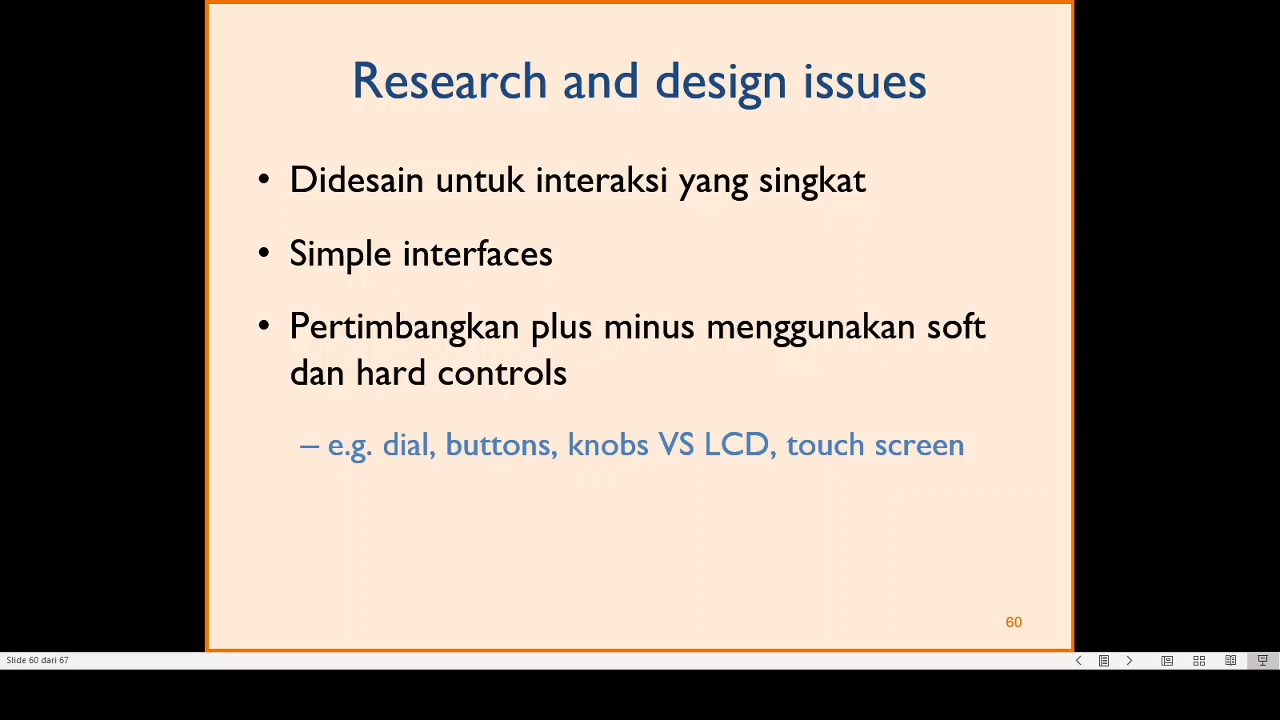 Research and design issues
• Didesain untuk interaksi yang singkat
• Simple interfaces
• Pertimbangkan plus minus menggunakan soft
dan hard controls
– e.g. dial, buttons, knobs VS LCD, touch screen
60
Slide 60 dari 67